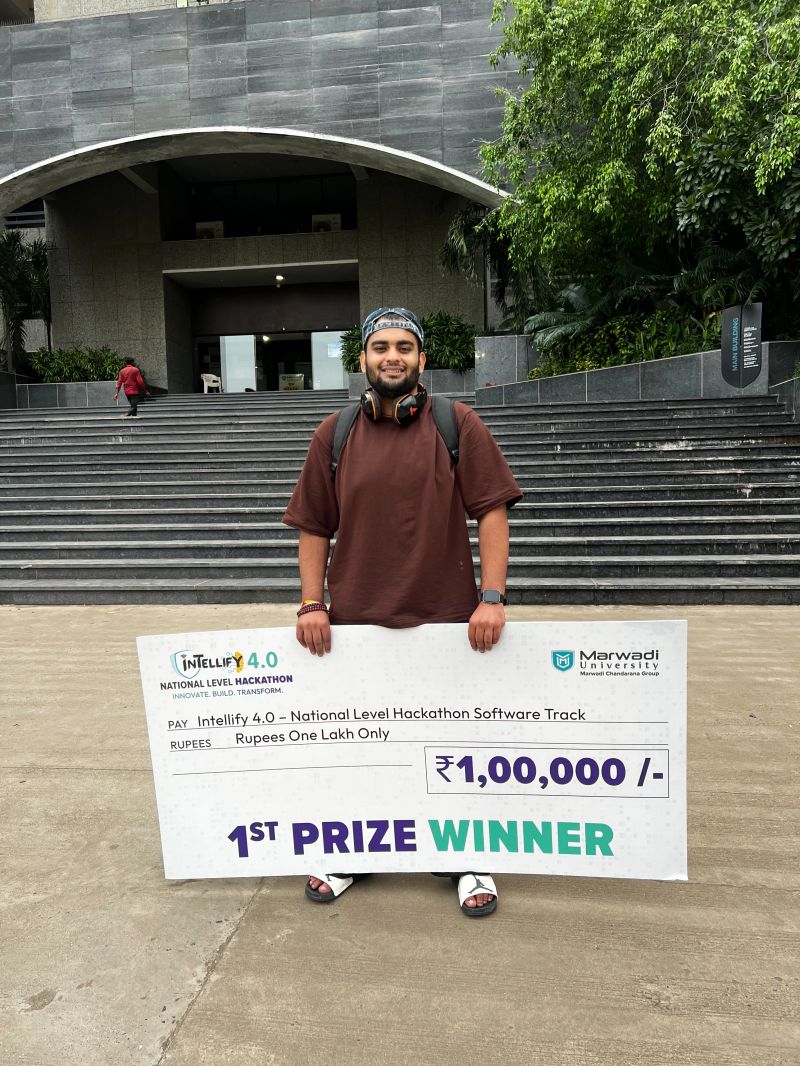 MAIN BUILDING
INTELLIFY 4.0
NATIONAL LEVEL HACKATHON
INNOVATE. BUILD. TRANSFORM.
Marwadi
University
Marwadi Chandarana Group
PAY Intellify 4.0 – National Level Hackathon Software Track
RUPEES Rupees One Lakh Only
₹1,00,000 /-
1ST PRIZE WINNER